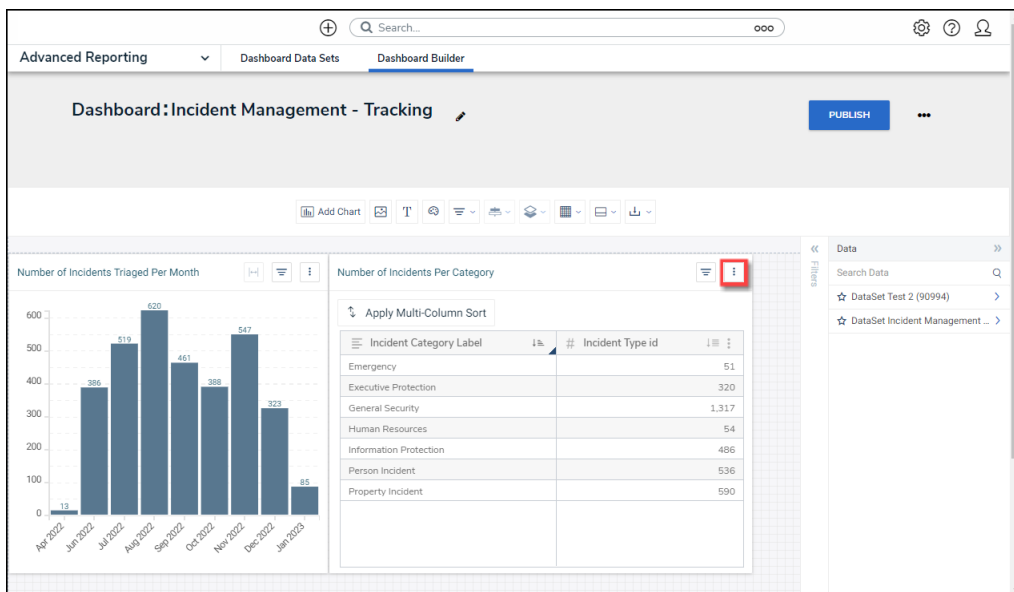 Search...
ooo
Advanced Reporting
Dashboard Data Sets
Dashboard Builder
Dashboard:Incident Management - Tracking
PUBLISH
Add Chart
T
Number of Incidents Triaged Per Month
600
500
400
300
200
100
0
13
386
519
620
461
388
547
323
85
Apr 2022
Jun 2022
Jul 2022
Aug 2022
Sep 2022
Oct 2022
Nov 2022
Dec 2022
Jan 2023
Number of Incidents Per Category
Apply Multi-Column Sort
Incident Category Label # Incident Type id
Emergency 51
Executive Protection 320
General Security 1,317
Human Resources 54
Information Protection 486
Person Incident 536
Property Incident 590
Filters
Data
Search Data
DataSet Test 2 (90994)
DataSet Incident Management ...